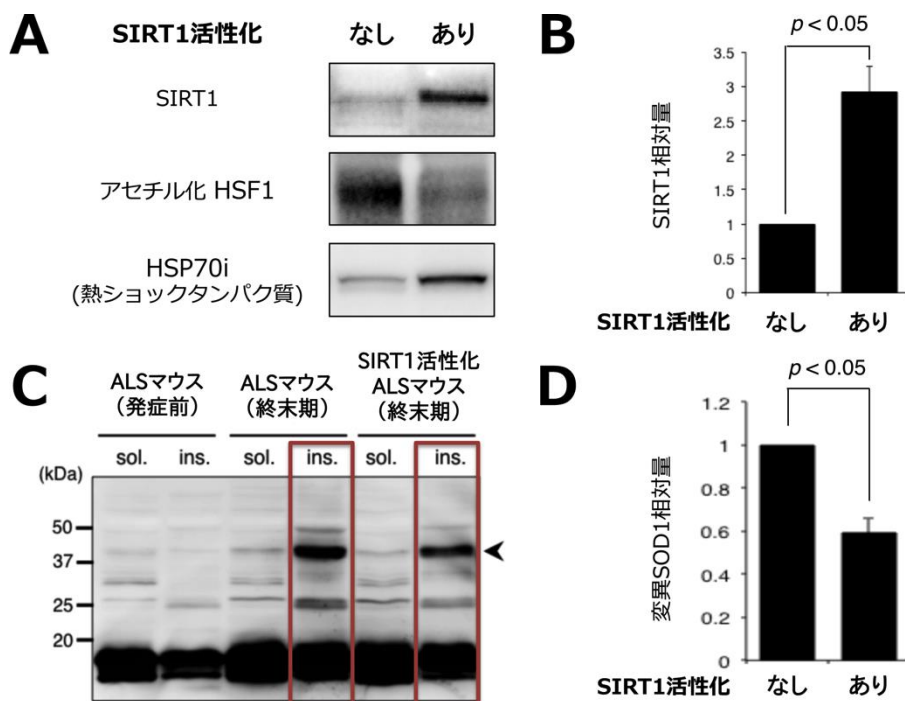 A
SIRT1活性化 なし あり
SIRT1
アセチル化 HSF1
HSP70i
(熱ショックタンパク質)
B
p < 0.05
SIRT1相対量
3.5
3
2.5
2
1.5
1
0.5
0
SIRT1活性化 なし あり
C
ALSマウス
(発症前)
ALSマウス
(終末期)
SIRT1活性化
ALSマウス
(終末期)
sol. ins. sol. ins. sol. ins.
(kDa)
50
37
25
20
D
p < 0.05
変異SOD1相対量
1.2
1
0.8
0.6
0.4
0.2
0
SIRT1活性化 なし あり